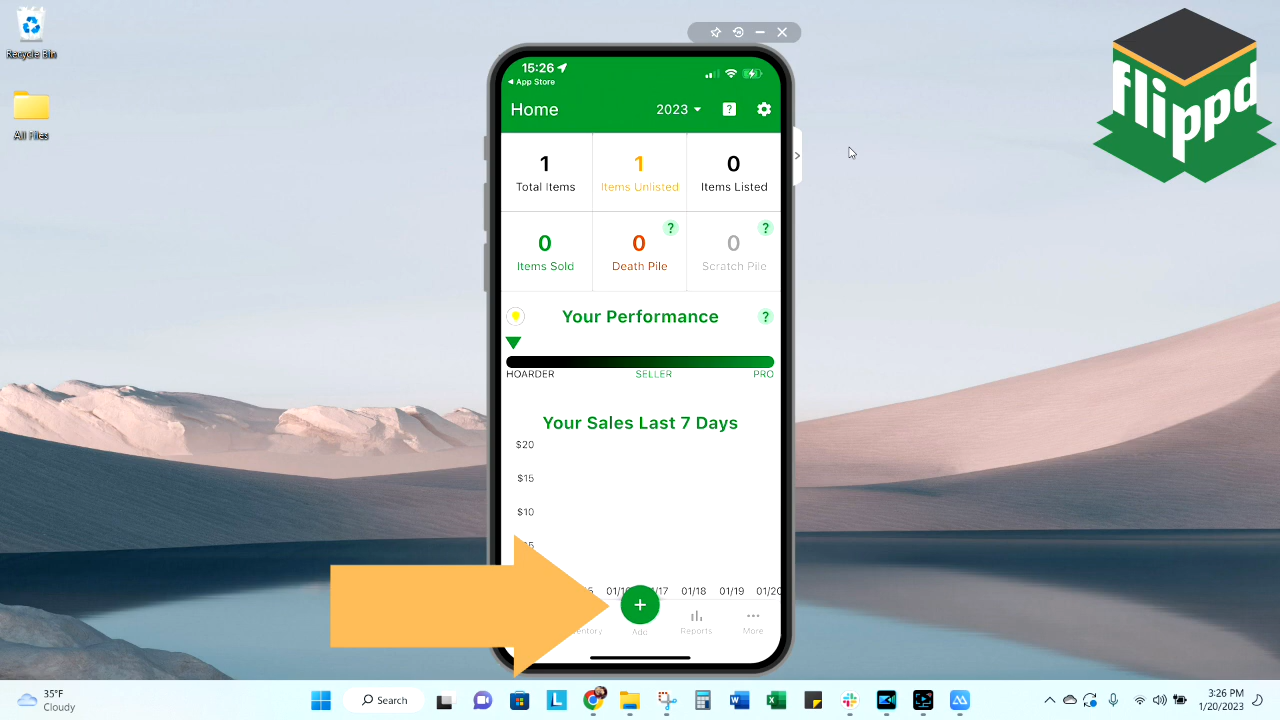 Recycle Bin
All Files
flippd
15:26
App Store
Home
2023
?
1
Total Items
1
Items Unlisted
0
Items Listed
0
Items Sold
?
0
Death Pile
?
0
Scratch Pile
Your Performance
?
HOARDER
SELLER
PRO
Your Sales Last 7 Days
$20
$15
$10
01/18
01/19
01/20
+
Add
Reports
More
35°F
Cloudy
Search
L
W
X
3:26 PM
1/20/2023